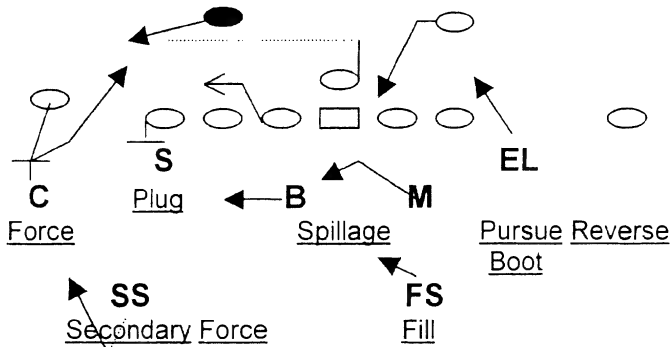 S
EL
C
Plug
B
M
Force
Spillage
Pursue Reverse
Boot
SS
FS
Secondary Force
Fill